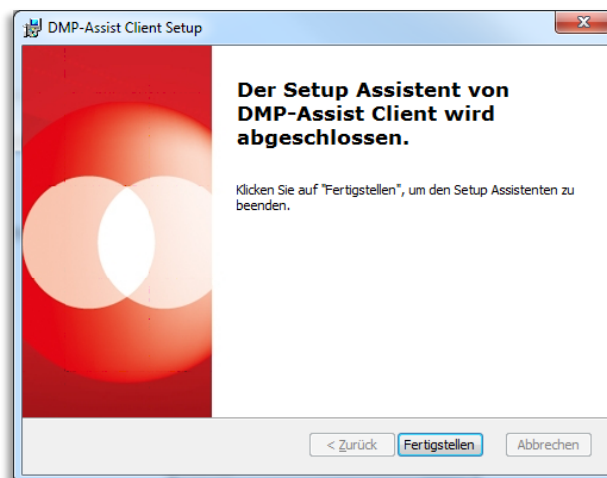 DMP-Assist Client Setup
Der Setup Assistent von
DMP-Assist Client wird
abgeschlossen.
Klicken Sie auf "Fertigstellen", um den Setup Assistenten zu
beenden.
< Zurück Fertigstellen Abbrechen